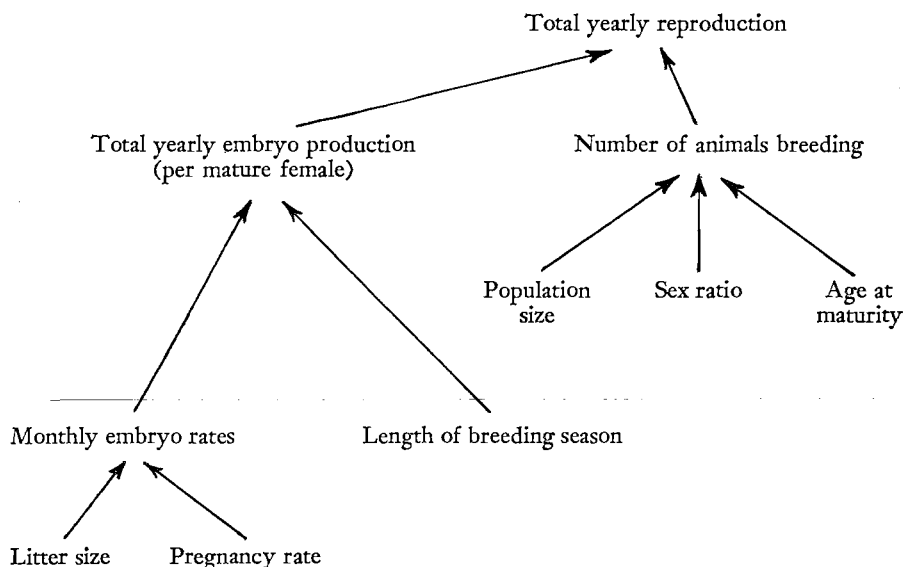 Total yearly reproduction
Total yearly embryo production
(per mature female)
Number of animals breeding
Population
size
Sex ratio
Age at
maturity
Monthly embryo rates
Length of breeding season
Litter size
Pregnancy rate